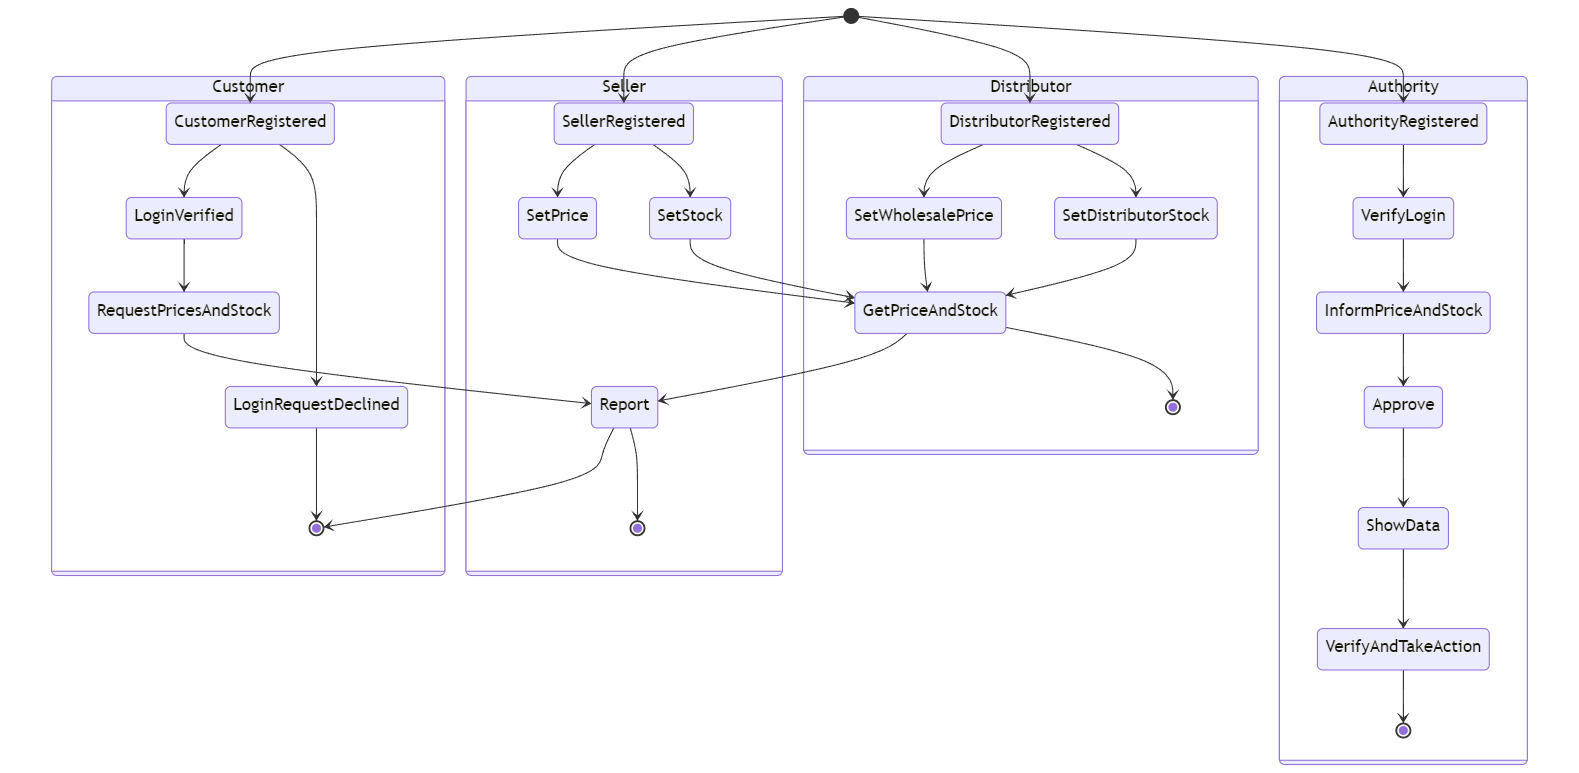 Customer
Seller
Distributor
Authority
CustomerRegistered
SellerRegistered
DistributorRegistered
AuthorityRegistered
LoginVerified
SetPrice
SetStock
SetWholesalePrice
SetDistributorStock
VerifyLogin
RequestPricesAndStock
GetPriceAndStock
InformPriceAndStock
LoginRequestDeclined
Report
Approve
ShowData
VerifyAndTakeAction